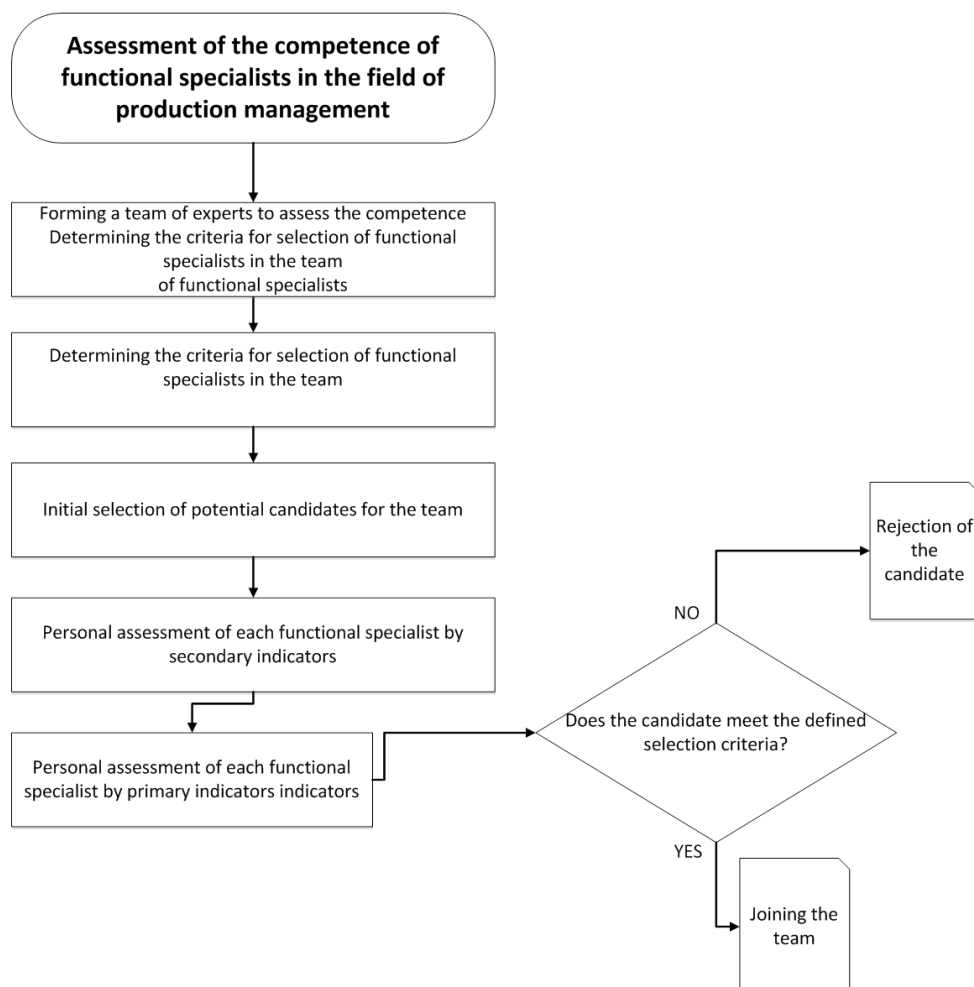 Assessment of the competence of
functional specialists in the field of
production management
Forming a team of experts to assess the competence
Determining the criteria for selection of functional
specialists in the team
of functional specialists
Determining the criteria for selection of functional
specialists in the team
Initial selection of potential candidates for the team
Personal assessment of each functional specialist by
secondary indicators
Personal assessment of each functional
specialist by primary indicators indicators
Does the candidate meet the defined
selection criteria?
NO
Rejection of
the
candidate
YES
Joining the
team